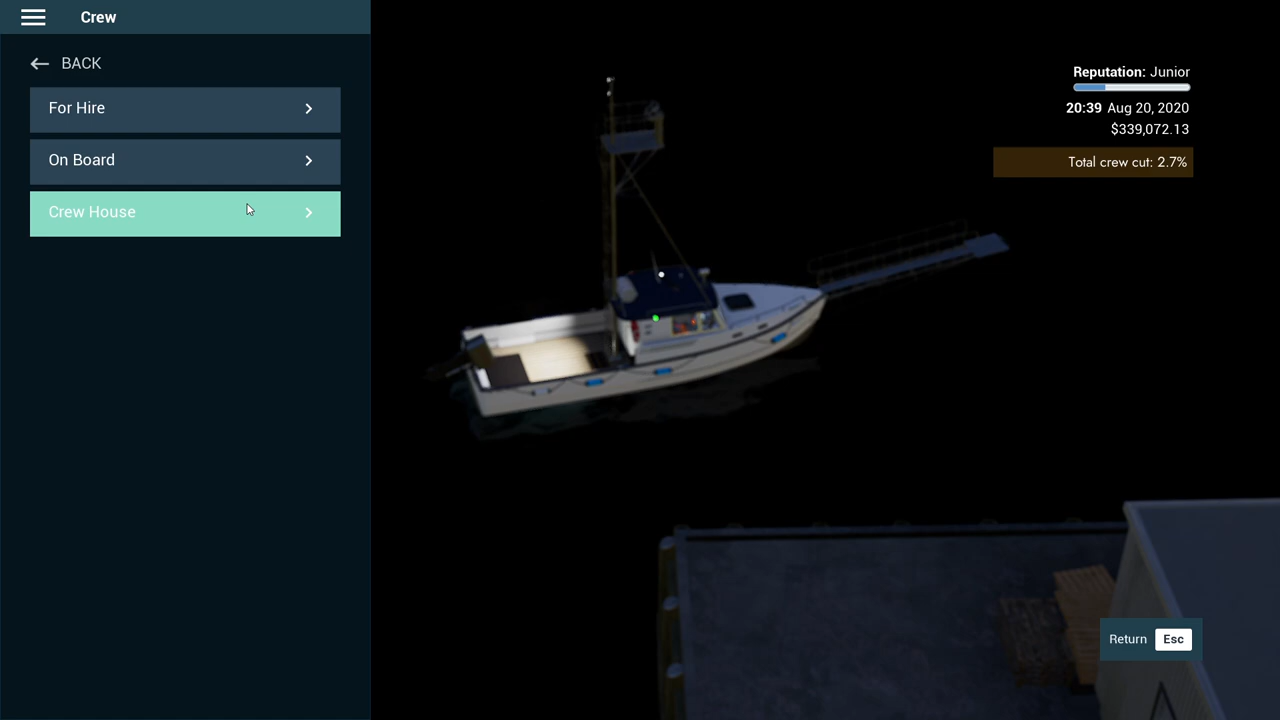 Crew
BACK
For Hire
On Board
Crew House
Reputation: Junior
20:39 Aug 20, 2020
$339,072.13
Total crew cut: 2.7%
Return Esc